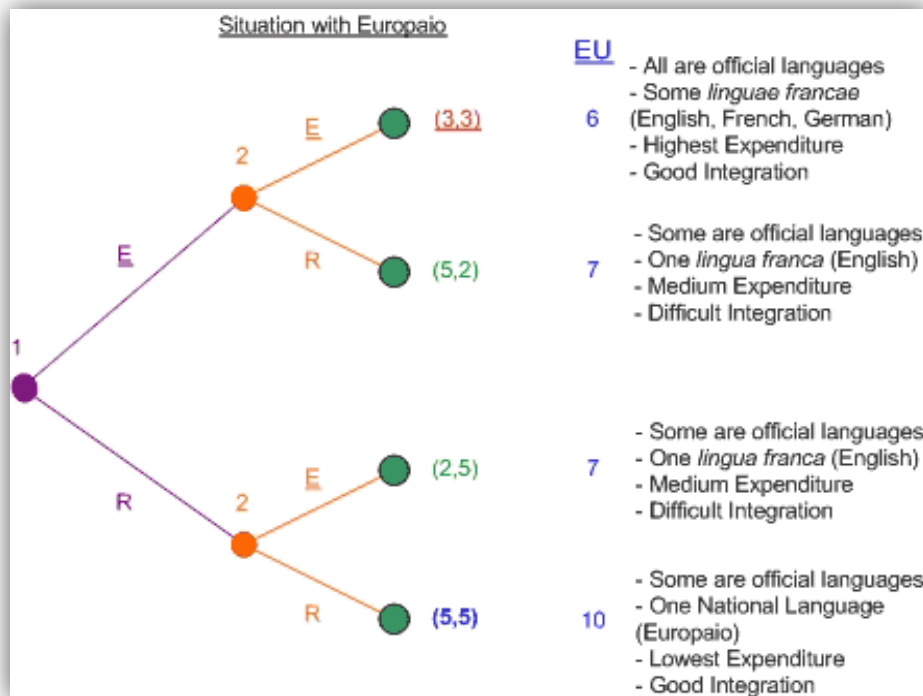 Situation with Europaio
EU
E
(3,3)
6
- All are official languages
- Some linguae francae
(English, French, German)
- Highest Expenditure
- Good Integration
2
E
R
(5,2)
7
- Some are official languages
- One lingua franca (English)
- Medium Expenditure
- Difficult Integration
1
R
2
E
(2,5)
7
- Some are official languages
- One lingua franca (English)
- Medium Expenditure
- Difficult Integration
R
(5,5)
10
- Some are official languages
- One National Language
(Europaio)
- Lowest Expenditure
- Good Integration